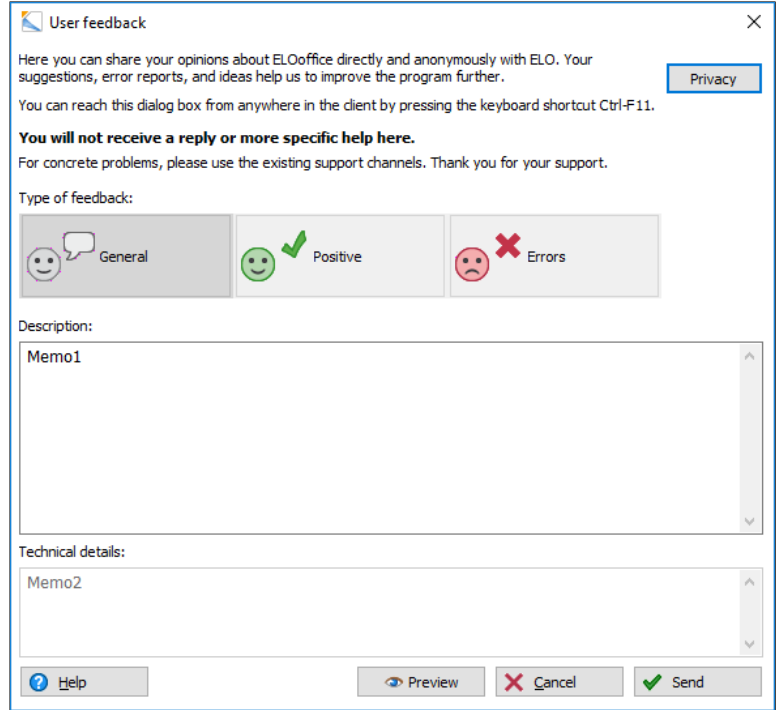 User feedback
Here you can share your opinions about ELOoffice directly and anonymously with ELO. Your
suggestions, error reports, and ideas help us to improve the program further.
Privacy
You can reach this dialog box from anywhere in the client by pressing the keyboard shortcut Ctrl-F11.
You will not receive a reply or more specific help here.
For concrete problems, please use the existing support channels. Thank you for your support.
Type of feedback:
General
Positive
Errors
Description:
Memo1
Technical details:
Memo2
Help
Preview
Cancel
Send